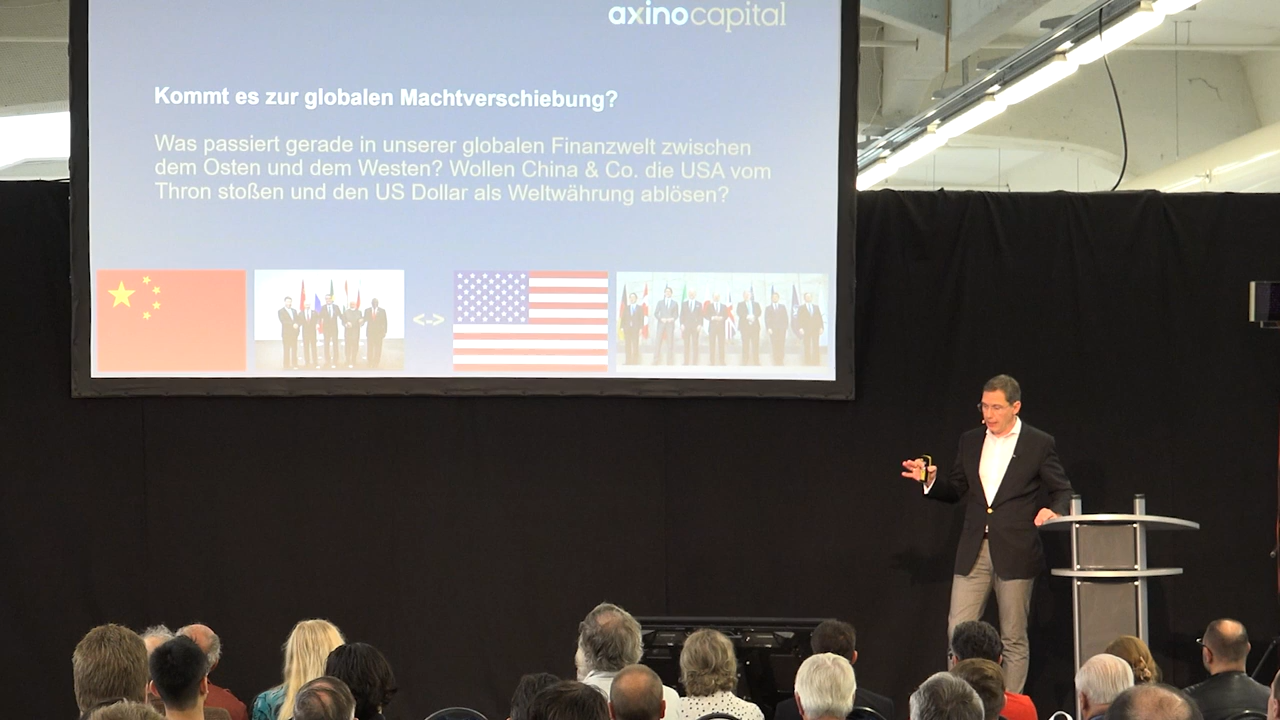 axinocapital
Kommt es zur globalen Machtverschiebung?
Was passiert gerade in unserer globalen Finanzwelt zwischen
dem Osten und dem Westen? Wollen China & Co. die USA vom
Thron stoßen und den US Dollar als Weltwährung ablösen?
<->